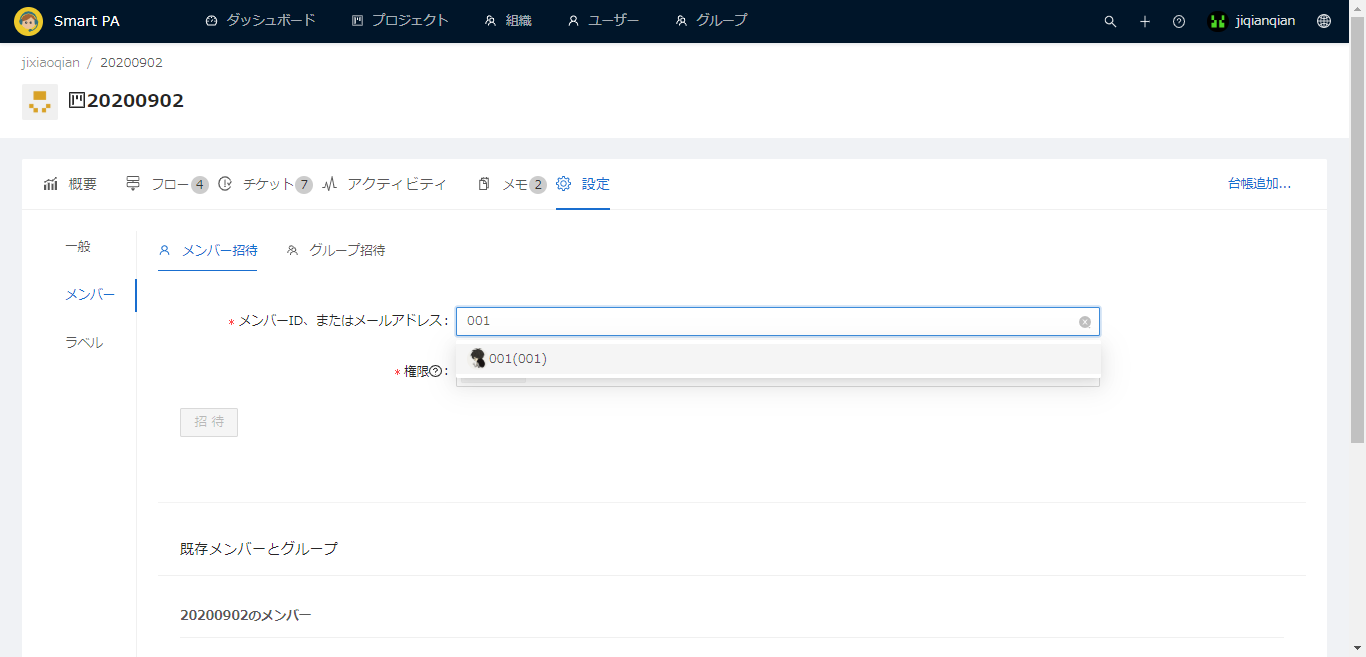 Smart PA ダッシュボード プロジェクト 組織 ユーザー グループ jiqianqian
jixiaoqian / 20200902
20200902
概要 フロー 4 チケット 7 アクティビティ メモ 2 設定 台帳追加...
一般
メンバー
ラベル
メンバー招待 グループ招待
* メンバーID、またはメールアドレス: 001
001(001)
* 権限 :
招 待
既存メンバーとグループ
20200902のメンバー